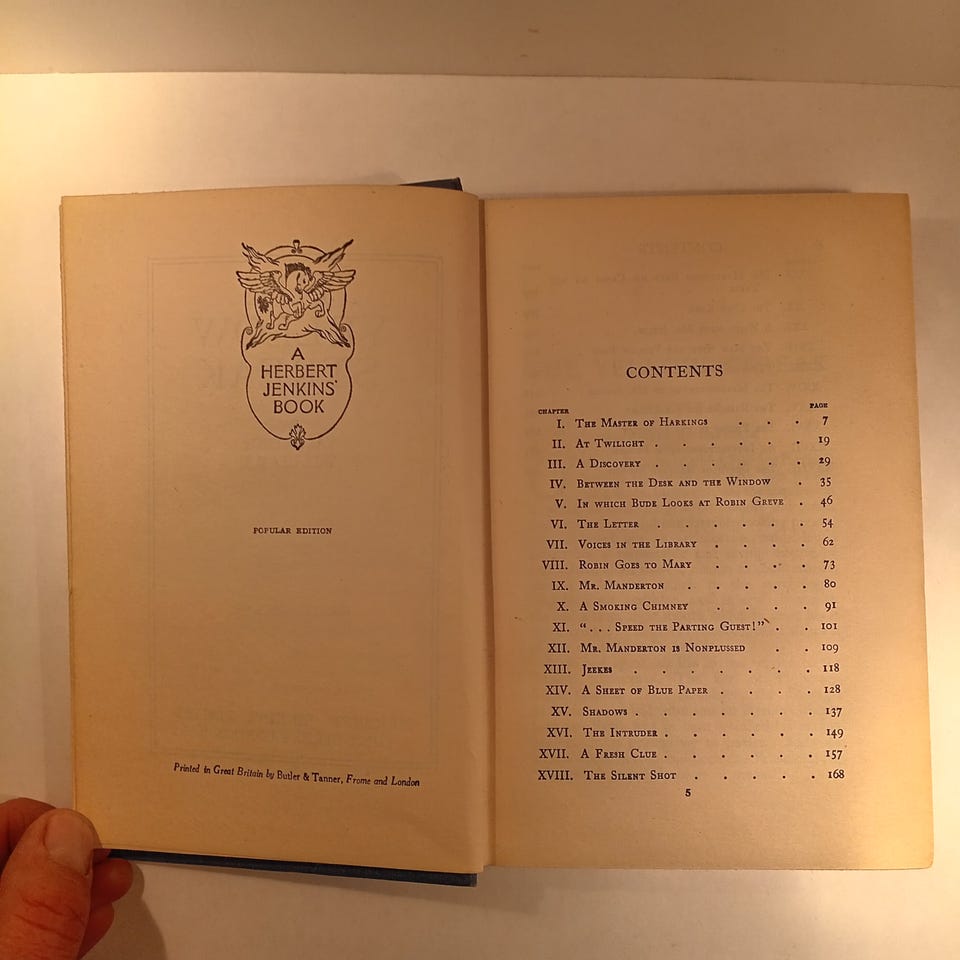 A
HERBERT
JENKINS'
BOOK
POPULAR EDITION
Printed in Great Britain by Butler & Tanner, Frome and London
CONTENTS
CHAPTER PAGE
I. The Master of Harkings . . . 7
II. At Twilight . . . . . . 19
III. A Discovery . . . . . . 29
IV. Between the Desk and the Window . 35
V. In which Bude Looks at Robin Greve . 46
VI. The Letter . . . . . . 54
VII. Voices in the Library . . . . 62
VIII. Robin Goes to Mary . . . . 73
IX. Mr. Manderton . . . . . 80
X. A Smoking Chimney . . . . 91
XI. “. . . Speed the Parting Guest!” . . 101
XII. Mr. Manderton is Nonplussed . . 109
XIII. Jeekes . . . . . . . 118
XIV. A Sheet of Blue Paper . . . . 128
XV. Shadows . . . . . . . 137
XVI. The Intruder . . . . . . 149
XVII. A Fresh Clue . . . . . . 157
XVIII. The Silent Shot . . . . . 168
5